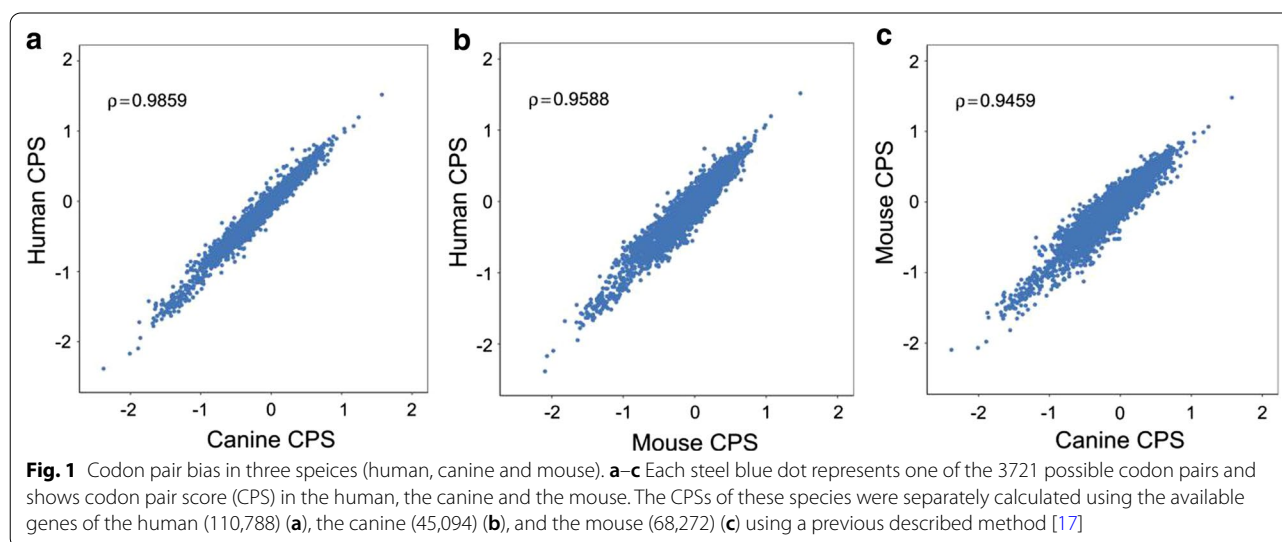 a
2
1
0
-1
-2
ρ=0.9859
Human CPS
-2 -1 0 1 2
Canine CPS
b
2
1
0
-1
-2
ρ=0.9588
Human CPS
-2 -1 0 1 2
Mouse CPS
c
2
1
0
-1
-2
ρ=0.9459
Mouse CPS
-2 -1 0 1 2
Canine CPS
Fig. 1 Codon pair bias in three speices (human, canine and mouse). a–c Each steel blue dot represents one of the 3721 possible codon pairs and
shows codon pair score (CPS) in the human, the canine and the mouse. The CPSs of these species were separately calculated using the available
genes of the human (110,788) (a), the canine (45,094) (b), and the mouse (68,272) (c) using a previous described method [17]